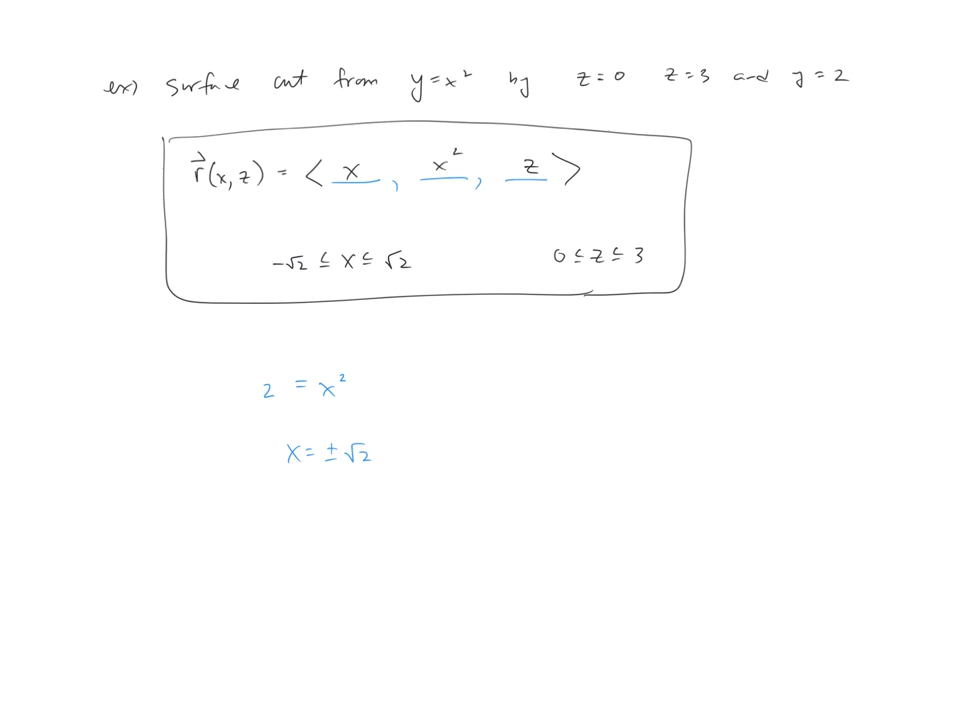 ex) surface cut from y = x² by z = 0 z = 3 and y = 2
r⃗(x, z) = < x , x² , z >
-√2 ≤ x ≤ √2 0 ≤ z ≤ 3
2 = x²
x = ± √2